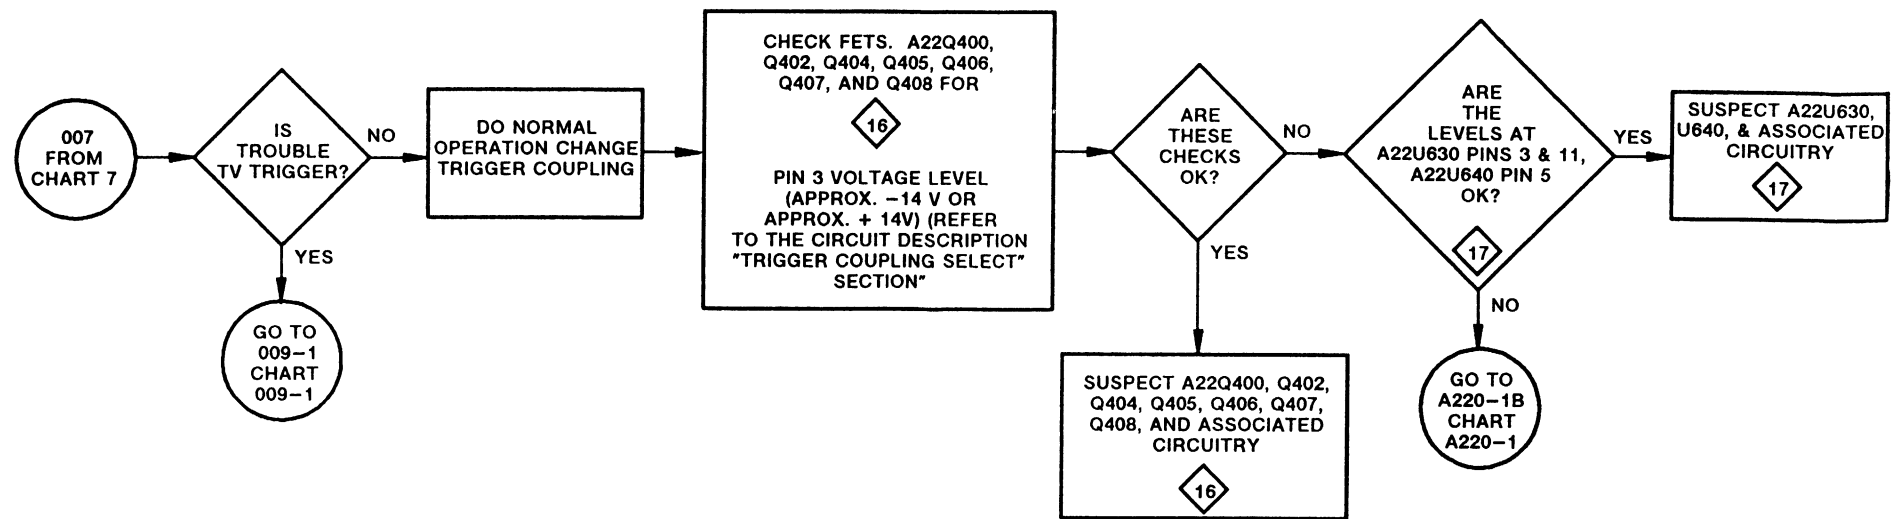 007
FROM
CHART 7
IS
TROUBLE
TV TRIGGER?
NO
YES
GO TO
009-1
CHART
009-1
DO NORMAL
OPERATION CHANGE
TRIGGER COUPLING
CHECK FETS. A22Q400,
Q402, Q404, Q405, Q406,
Q407, AND Q408 FOR
16
PIN 3 VOLTAGE LEVEL
(APPROX. -14 V OR
APPROX. + 14V) (REFER
TO THE CIRCUIT DESCRIPTION
"TRIGGER COUPLING SELECT"
SECTION"
ARE
THESE
CHECKS
OK?
NO
YES
SUSPECT A22Q400, Q402,
Q404, Q405, Q406, Q407,
Q408, AND ASSOCIATED
CIRCUITRY
16
ARE
THE
LEVELS AT
A22U630 PINS 3 & 11,
A22U640 PIN 5
OK?
17
YES
NO
GO TO
A220-1B
CHART
A220-1
SUSPECT A22U630,
U640, & ASSOCIATED
CIRCUITRY
17